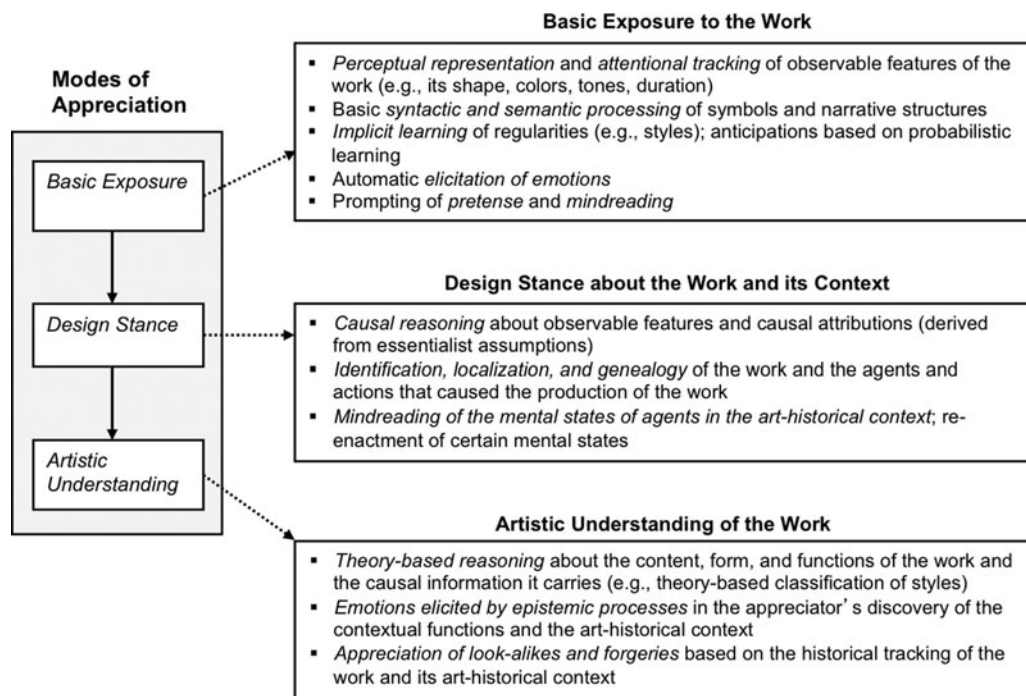 Modes of
Appreciation
Basic Exposure
Design Stance
Artistic
Understanding
Basic Exposure to the Work
▪ Perceptual representation and attentional tracking of observable features of the
work (e.g., its shape, colors, tones, duration)
▪ Basic syntactic and semantic processing of symbols and narrative structures
▪ Implicit learning of regularities (e.g., styles); anticipations based on probabilistic
learning
▪ Automatic elicitation of emotions
▪ Prompting of pretense and mindreading
Design Stance about the Work and its Context
▪ Causal reasoning about observable features and causal attributions (derived
from essentialist assumptions)
▪ Identification, localization, and genealogy of the work and the agents and
actions that caused the production of the work
▪ Mindreading of the mental states of agents in the art-historical context; re-
enactment of certain mental states
Artistic Understanding of the Work
▪ Theory-based reasoning about the content, form, and functions of the work and
the causal information it carries (e.g., theory-based classification of styles)
▪ Emotions elicited by epistemic processes in the appreciator’s discovery of the
contextual functions and the art-historical context
▪ Appreciation of look-alikes and forgeries based on the historical tracking of the
work and its art-historical context